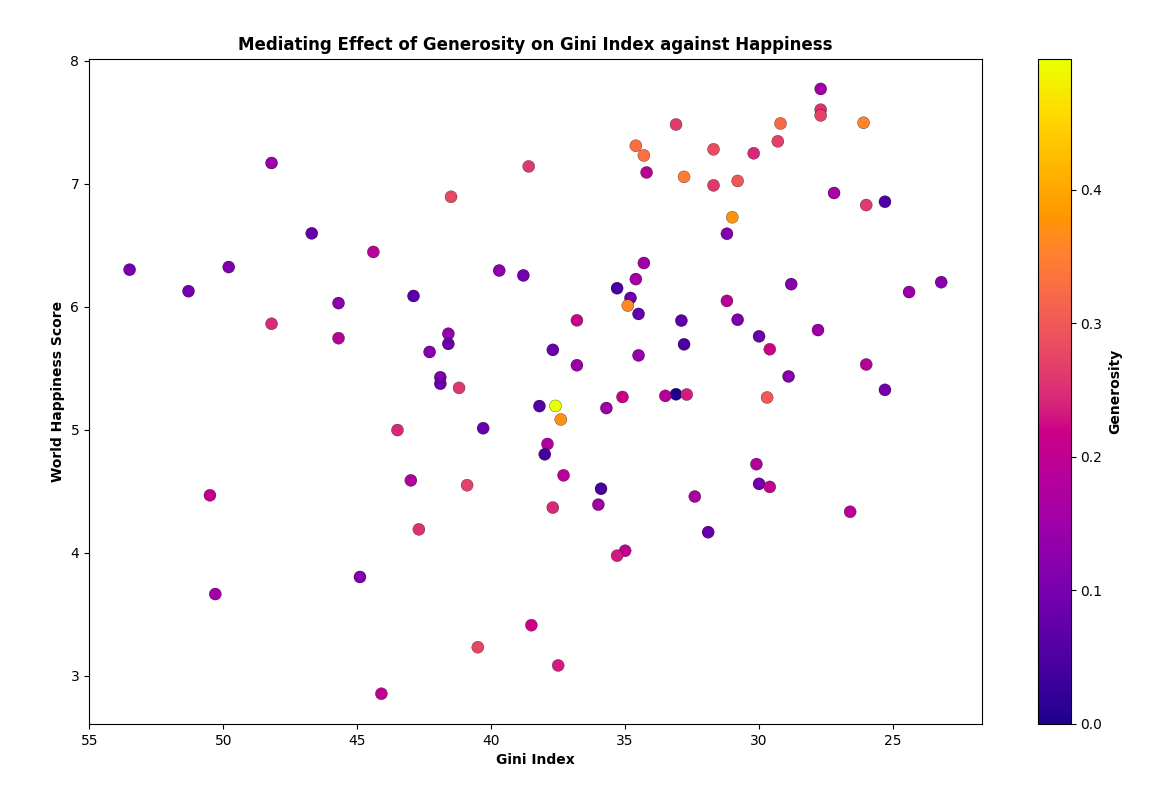 Mediating Effect of Generosity on Gini Index against Happiness
8
7
6
5
4
3
World Happiness Score
55 50 45 40 35 30 25
Gini Index
0.4
0.3
0.2
0.1
0.0
Generosity